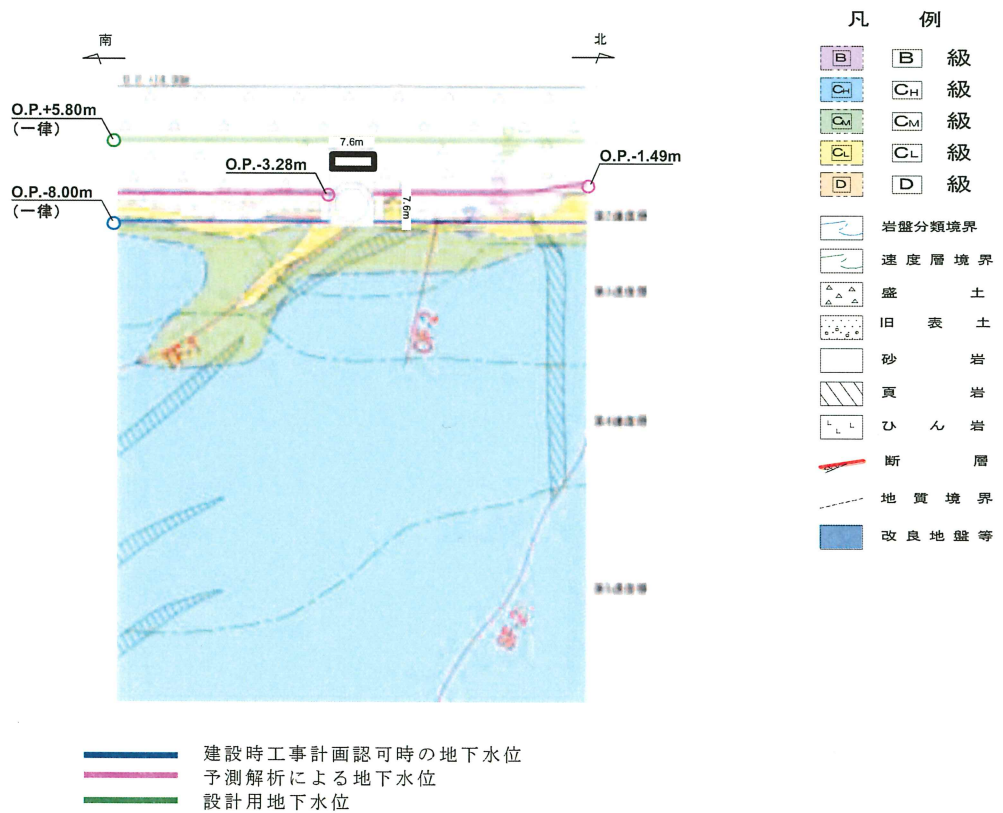 南
北
O.P.+5.80m
(一律)
7.6m
O.P.-3.28m
O.P.-1.49m
7.6m
O.P.-8.00m
(一律)
凡 例
B B 級
CH CH 級
CM CM 級
CL CL 級
D D 級
岩盤分類境界
速度層境界
盛 土
旧 表 土
砂 岩
頁 岩
ひ ん 岩
断 層
地 質 境 界
改 良 地 盤 等
建設時工事計画認可時の地下水位
予測解析による地下水位
設計用地下水位